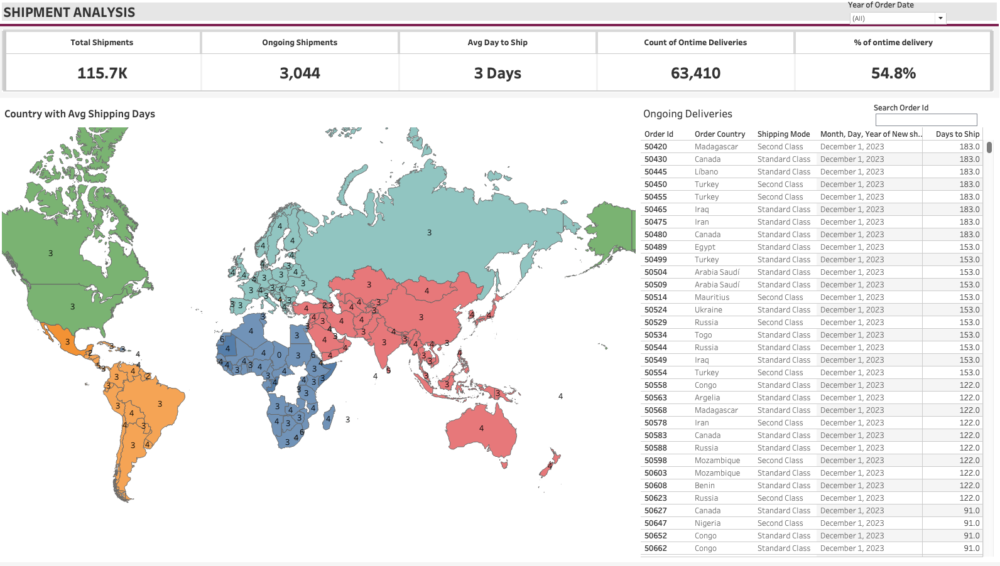 SHIPMENT ANALYSIS
Year of Order Date
(All)
Total Shipments
115.7K
Ongoing Shipments
3,044
Avg Day to Ship
3 Days
Count of Ontime Deliveries
63,410
% of ontime delivery
54.8%
Country with Avg Shipping Days
Ongoing Deliveries
Search Order Id
Order Id Order Country Shipping Mode Month, Day, Year of New sh.. Days to Ship
50420 Madagascar Second Class December 1, 2023 183.0
50430 Canada Standard Class December 1, 2023 183.0
50445 Líbano Standard Class December 1, 2023 183.0
50450 Turkey Second Class December 1, 2023 183.0
50455 Turkey Second Class December 1, 2023 183.0
50465 Iraq Standard Class December 1, 2023 183.0
50475 Iran Standard Class December 1, 2023 183.0
50480 Canada Standard Class December 1, 2023 183.0
50489 Egypt Second Class December 1, 2023 153.0
50499 Turkey Standard Class December 1, 2023 153.0
50504 Arabia Saudí Standard Class December 1, 2023 153.0
50509 Arabia Saudí Standard Class December 1, 2023 153.0
50514 Mauritius Second Class December 1, 2023 153.0
50524 Ukraine Standard Class December 1, 2023 153.0
50529 Russia Second Class December 1, 2023 153.0
50534 Togo Standard Class December 1, 2023 153.0
50544 Russia Standard Class December 1, 2023 153.0
50549 Iraq Standard Class December 1, 2023 153.0
50554 Turkey Second Class December 1, 2023 153.0
50558 Congo Standard Class December 1, 2023 122.0
50563 Argelia Standard Class December 1, 2023 122.0
50568 Madagascar Standard Class December 1, 2023 122.0
50578 Iran Second Class December 1, 2023 122.0
50583 Canada Standard Class December 1, 2023 122.0
50588 Russia Standard Class December 1, 2023 122.0
50598 Mozambique Second Class December 1, 2023 122.0
50603 Mozambique Standard Class December 1, 2023 122.0
50608 Benin Standard Class December 1, 2023 122.0
50623 Russia Second Class December 1, 2023 122.0
50627 Canada Standard Class December 1, 2023 91.0
50647 Nigeria Second Class December 1, 2023 91.0
50652 Congo Standard Class December 1, 2023 91.0
50662 Congo Standard Class December 1, 2023 91.0